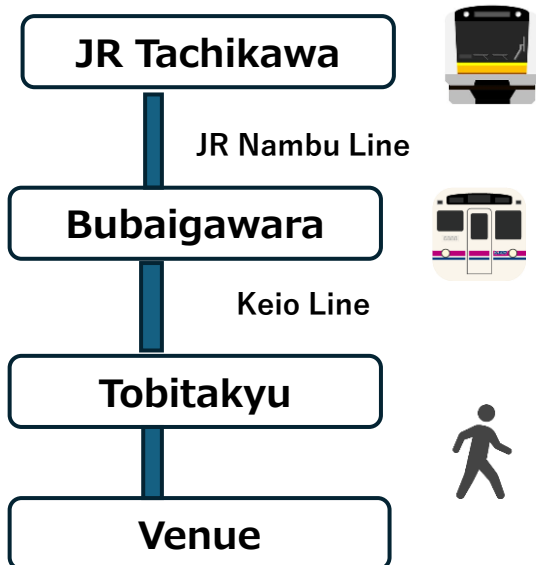 JR Tachikawa
JR Nambu Line
Bubaigawara
Keio Line
Tobitakyu
Venue